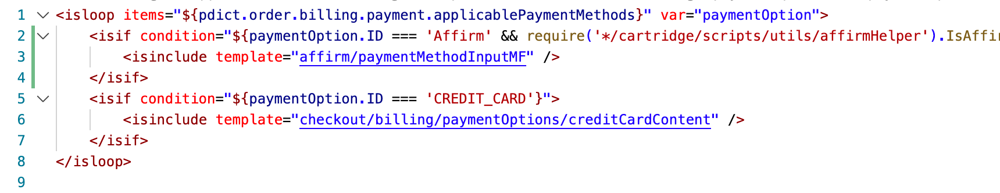 1 <isloop items="${pdict.order.billing.payment.applicablePaymentMethods}" var="paymentOption">
2 <isif condition="${paymentOption.ID === 'Affirm' && require('*/cartridge/scripts/utils/affirmHelper').IsAffi
3 <isinclude template="affirm/paymentMethodInputMF" />
4 </isif>
5 <isif condition="${paymentOption.ID === 'CREDIT_CARD'}">
6 <isinclude template="checkout/billing/paymentOptions/creditCardContent" />
7 </isif>
8 </isloop>
9